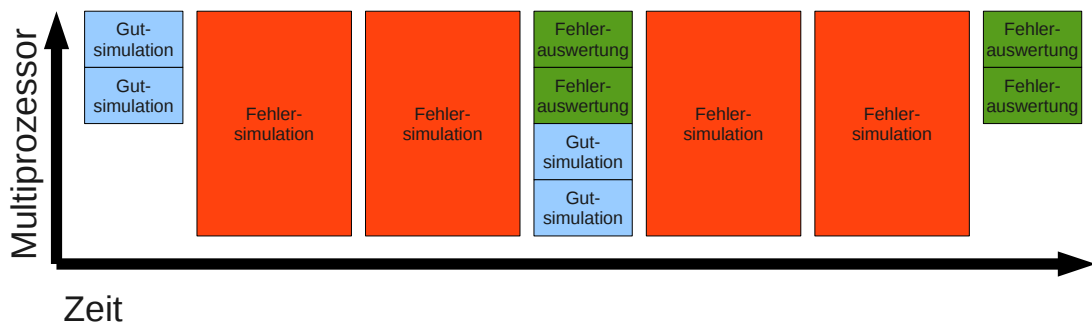 Multiprozessor
Gut-
simulation
Gut-
simulation
Fehler-
simulation
Fehler-
simulation
Fehler-
auswertung
Fehler-
auswertung
Gut-
simulation
Gut-
simulation
Fehler-
simulation
Fehler-
simulation
Fehler-
auswertung
Fehler-
auswertung
Zeit